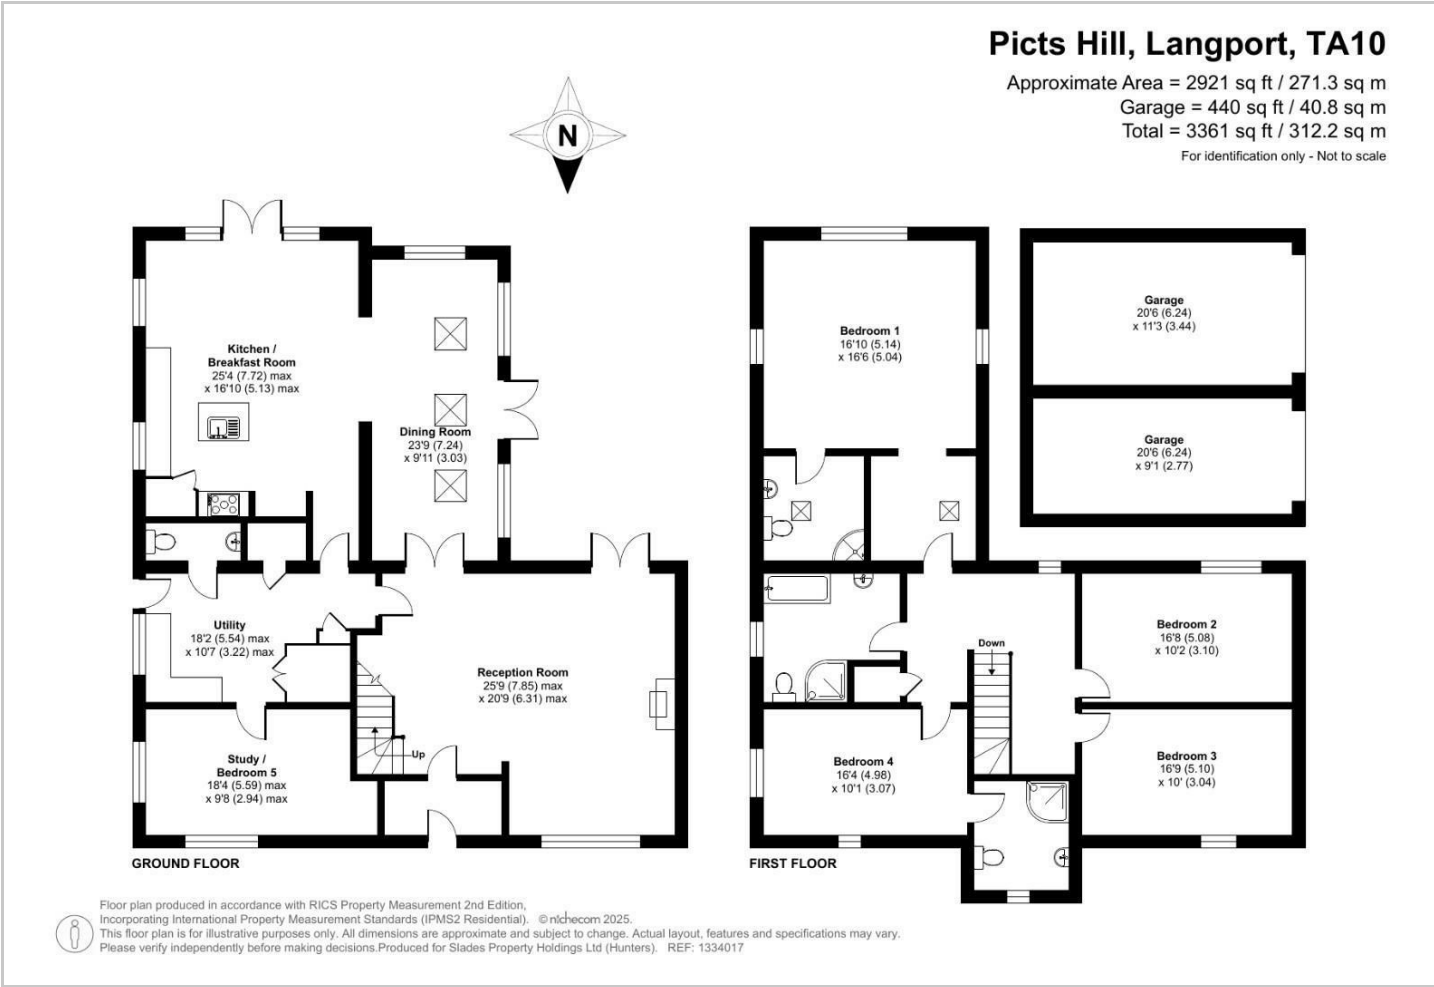 Picts Hill, Langport, TA10
Approximate Area = 2921 sq ft / 271.3 sq m
Garage = 440 sq ft / 40.8 sq m
Total = 3361 sq ft / 312.2 sq m
For identification only - Not to scale
N
Kitchen /
Breakfast Room
25'4 (7.72) max
x 16'10 (5.13) max
Dining Room
23'9 (7.24)
x 9'11 (3.03)
Utility
18'2 (5.54) max
x 10'7 (3.22) max
Reception Room
25'9 (7.85) max
x 20'9 (6.31) max
Up
Study /
Bedroom 5
18'4 (5.59) max
x 9'8 (2.94) max
GROUND FLOOR
Bedroom 1
16'10 (5.14)
x 16'6 (5.04)
Garage
20'6 (6.24)
x 11'3 (3.44)
Garage
20'6 (6.24)
x 9'1 (2.77)
Down
Bedroom 2
16'8 (5.08)
x 10'2 (3.10)
Bedroom 4
16'4 (4.98)
x 10'1 (3.07)
Bedroom 3
16'9 (5.10)
x 10' (3.04)
FIRST FLOOR
Floor plan produced in accordance with RICS Property Measurement 2nd Edition,
Incorporating International Property Measurement Standards (IPMS2 Residential). © nichecom 2025.
This floor plan is for illustrative purposes only. All dimensions are approximate and subject to change. Actual layout, features and specifications may vary.
Please verify independently before making decisions.Produced for Slades Property Holdings Ltd (Hunters). REF: 1334017